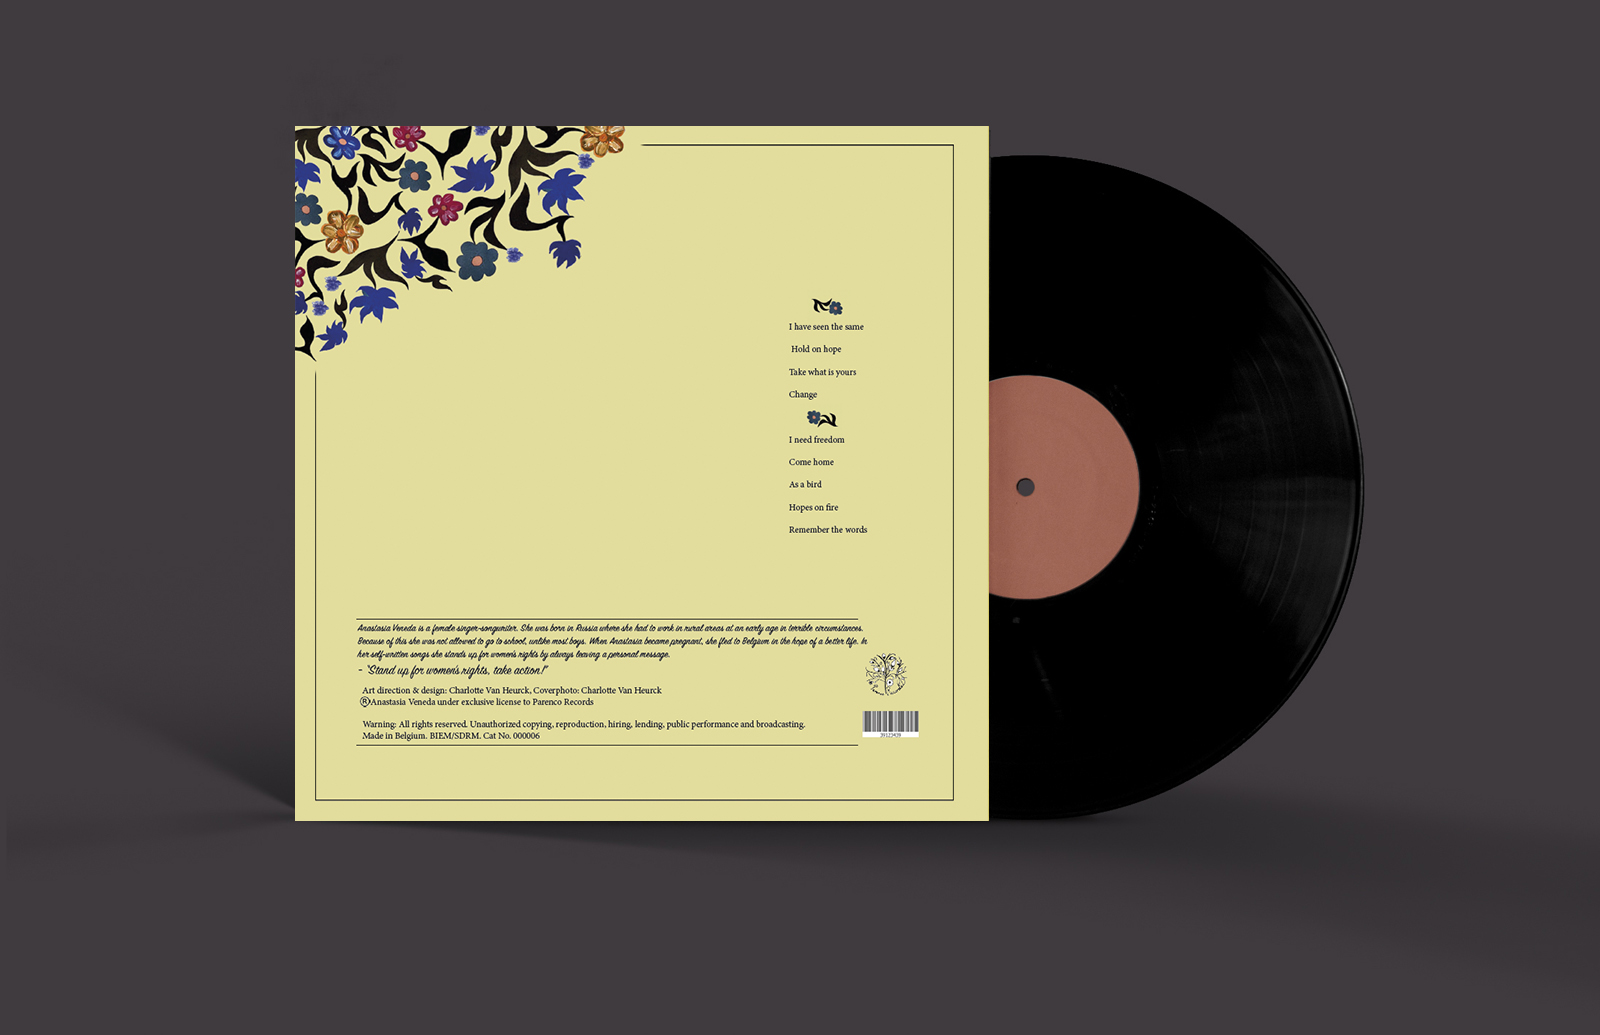 I have seen the same
Hold on hope
Take what is yours
Change
I need freedom
Come home
As a bird
Hopes on fire
Remember the words
Anastasia Veneda is a female singer-songwriter. She was born in Russia where she had to work in rural areas at an early age in terrible circumstances.
Because of this she was not allowed to go to school, unlike most boys. When Anastasia became pregnant, she fled to Belgium in the hope of a better life. In
her self-written songs she stands up for women's rights by always leaving a personal message.
- "Stand up for women's rights, take action!"
Art direction & design: Charlotte Van Heurck, Coverphoto: Charlotte Van Heurck
®Anastasia Veneda under exclusive license to Parenco Records
Warning: All rights reserved. Unauthorized copying, reproduction, hiring, lending, public performance and broadcasting.
Made in Belgium. BIEM/SDRM. Cat No. 000006